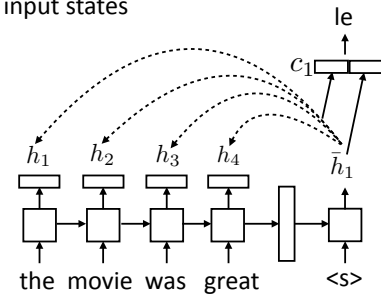 input states
le
c₁
h₁ h₂ h₃ h₄ h̄₁
the movie was great <s>